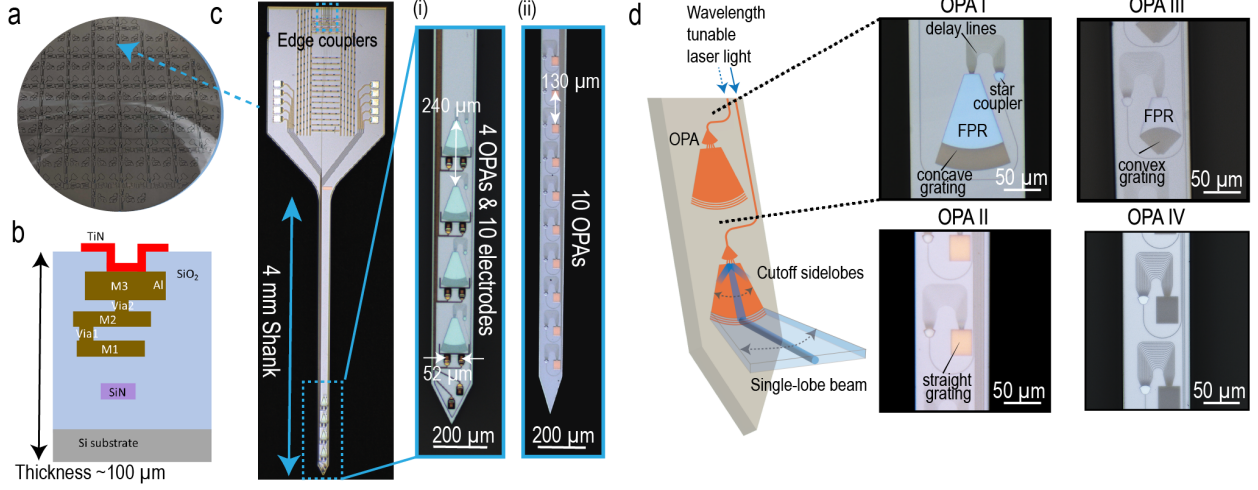 a
b
TiN
SiO₂
M3
Al
Via2
M2
Via1
M1
SiN
Si substrate
Thickness ~100 µm
c
Edge couplers
4 mm Shank
(i)
240 µm
4 OPAs & 10 electrodes
52 µm
200 µm
(ii)
130 µm
10 OPAs
200 µm
d
Wavelength
tunable
laser light
OPA
Cutoff sidelobes
Single-lobe beam
OPA I
delay lines
star
coupler
FPR
concave
grating
50 µm
OPA III
FPR
convex
grating
50 µm
OPA II
straight
grating
50 µm
OPA IV
50 µm